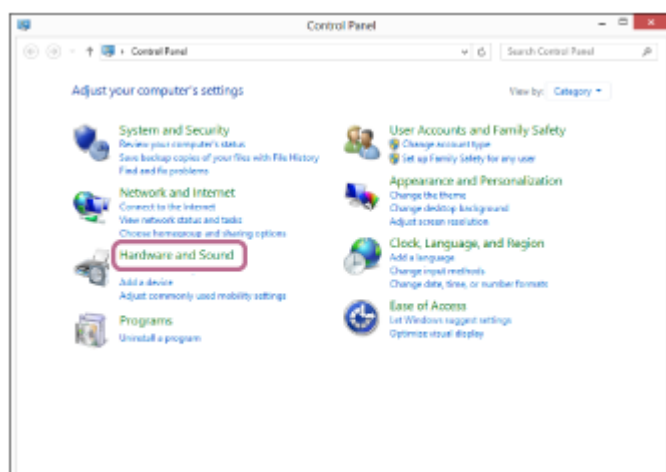 Control Panel
Control Panel
Search Control Panel
Adjust your computer's settings
View by: Category
System and Security
Review your computer's status
Save backup copies of your files with File History
Find and fix problems
Network and Internet
Connect to the Internet
View network status and tasks
Choose homegroup and sharing options
Hardware and Sound
Add a device
Adjust commonly used mobility settings
Programs
Uninstall a program
User Accounts and Family Safety
Change account type
Set up Family Safety for any user
Appearance and Personalization
Change the theme
Change desktop background
Adjust screen resolution
Clock, Language, and Region
Add a language
Change input methods
Change date, time, or number formats
Ease of Access
Let Windows suggest settings
Optimize visual display